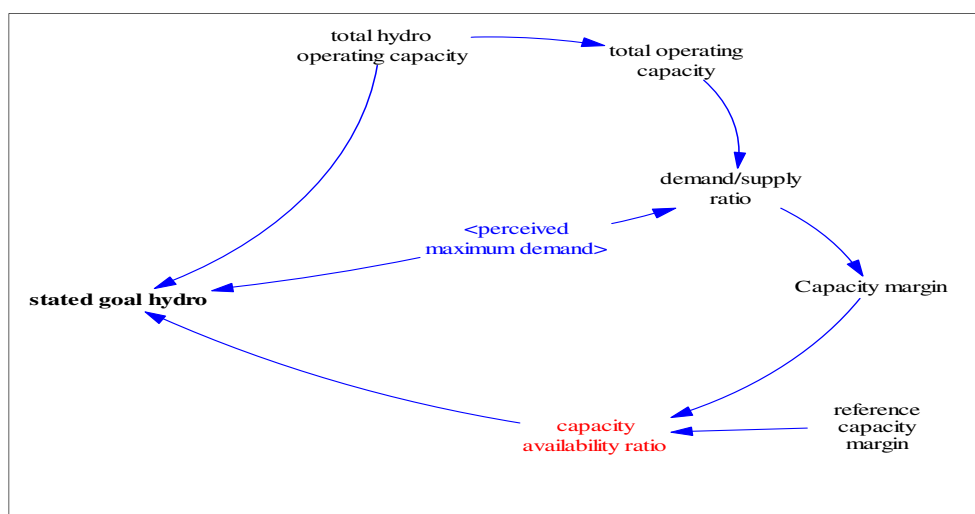 total hydro
operating capacity
total operating
capacity
demand/supply
ratio
<perceived
maximum demand>
Capacity margin
stated goal hydro
reference
capacity
margin
capacity
availability ratio